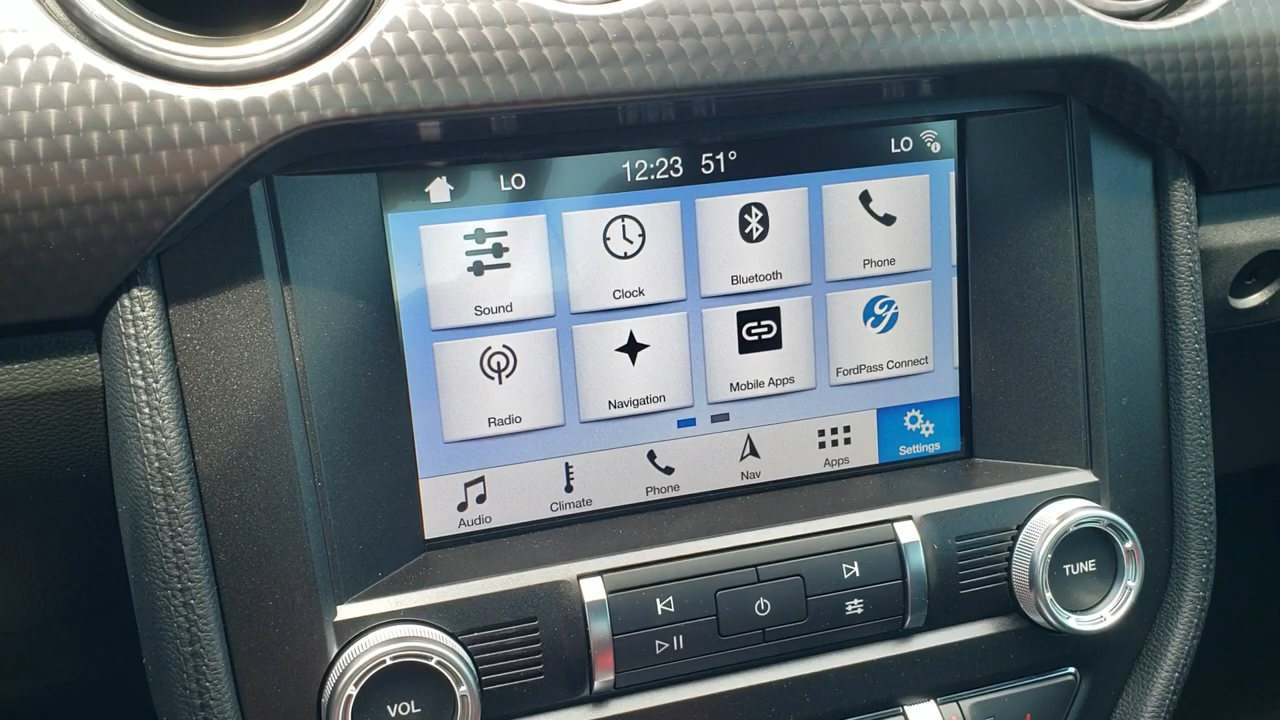 LO
12:23 51°
LO
Sound
Clock
Bluetooth
Phone
Radio
Navigation
Mobile Apps
FordPass Connect
Audio
Climate
Phone
Nav
Apps
Settings
VOL
TUNE